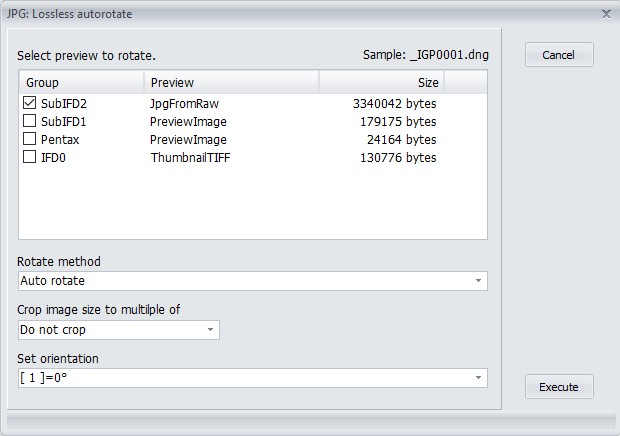 JPG: Lossless autorotate
Select preview to rotate. Sample: _IGP0001.dng Cancel
Group Preview Size
SubIFD2 JpgFromRaw 3340042 bytes
SubIFD1 PreviewImage 179175 bytes
Pentax PreviewImage 24164 bytes
IFD0 ThumbnailTIFF 130776 bytes
Rotate method
Auto rotate
Crop image size to multilple of
Do not crop
Set orientation
[ 1 ]=0°
Execute